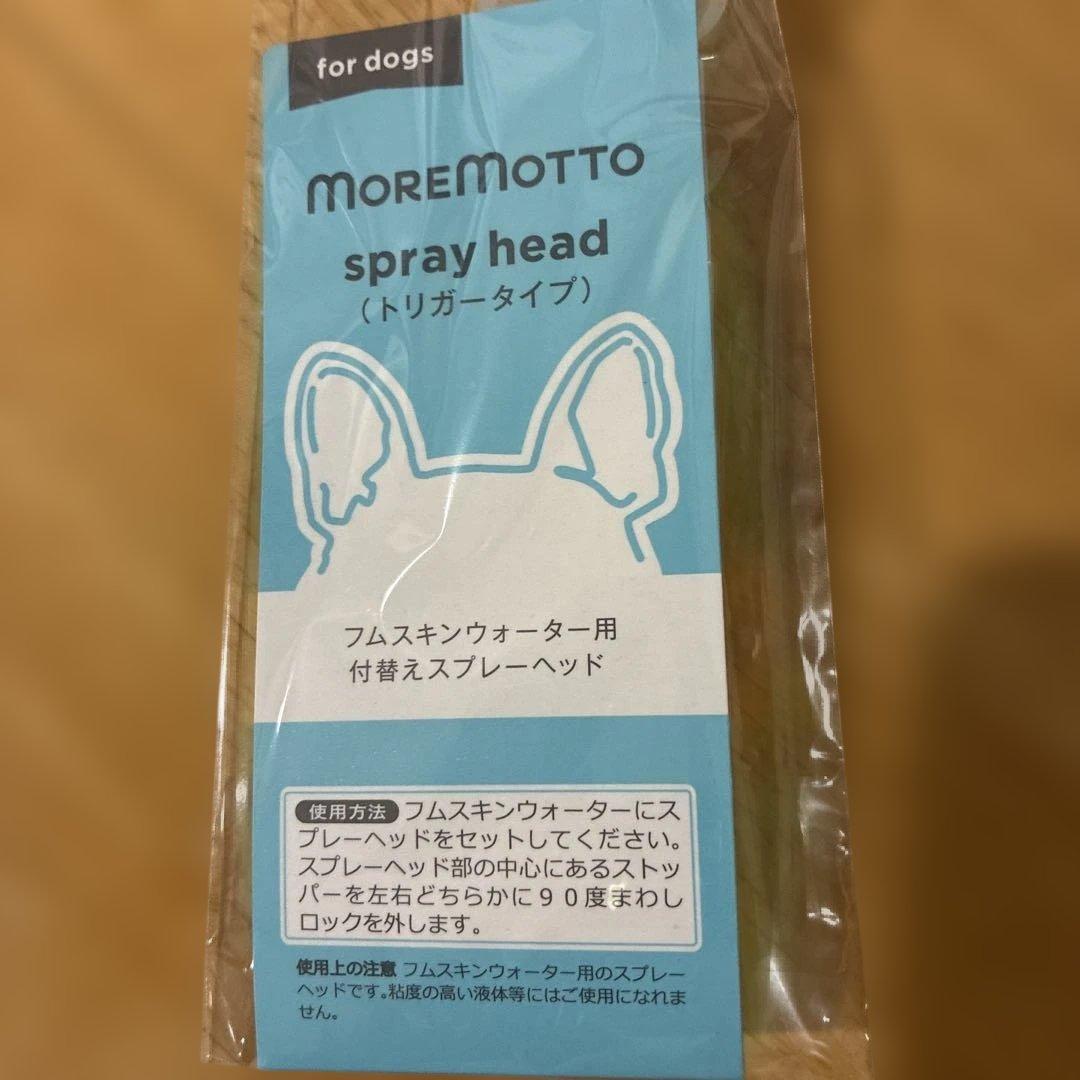 for dogs
MOREMOTTO
spray head
（トリガータイプ）
フムスキンウォーター用
付替えスプレーヘッド
使用方法 フムスキンウォーターにス
プレーヘッドをセットしてください。
スプレーヘッド部の中心にあるストッ
パーを左右どちらかに９０度まわし
ロックを外します。
使用上の注意 フムスキンウォーター用のスプレー
ヘッドです。粘度の高い液体等にはご使用になれま
せん。